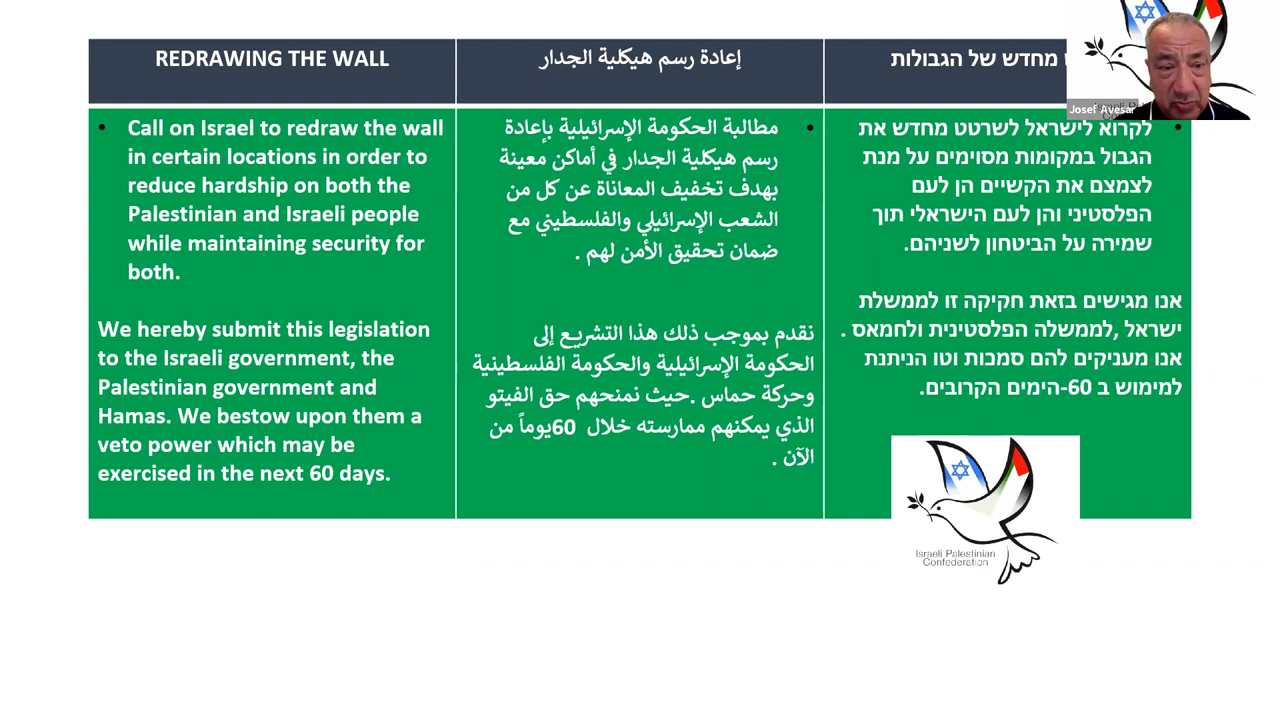 REDRAWING THE WALL
• Call on Israel to redraw the wall
in certain locations in order to
reduce hardship on both the
Palestinian and Israeli people
while maintaining security for
both.
We hereby submit this legislation
to the Israeli government, the
Palestinian government and
Hamas. We bestow upon them a
veto power which may be
exercised in the next 60 days.
إعادة رسم هيكلية الجدار
• مطالبة الحكومة الإسرائيلية بإعادة
رسم هيكلية الجدار في أماكن معينة
بهدف تخفيف المعاناة عن كل من
الشعب الإسرائيلي والفلسطيني مع
ضمان تحقيق الأمن لهم .
نقدم بموجب ذلك هذا التشريع إلى
الحكومة الإسرائيلية والحكومة الفلسطينية
وحركة حماس .حيث نمنحهم حق الفيتو
الذي يمكنهم ممارسته خلال 60يوماً من
الآن .
מחדש של הגבולות
• לקרוא לישראל לשרטט מחדש את
הגבול במקומות מסוימים על מנת
לצמצם את הקשיים הן לעם
הפלסטיני והן לעם הישראלי תוך
שמירה על הביטחון לשניהם.
אנו מגישים בזאת חקיקה זו לממשלת
ישראל ,לממשלה הפלסטינית ולחמאס .
אנו מעניקים להם סמכות וטו הניתנת
למימוש ב 60-הימים הקרובים.
Josef Avesar
Israeli Palestinian
Confederation